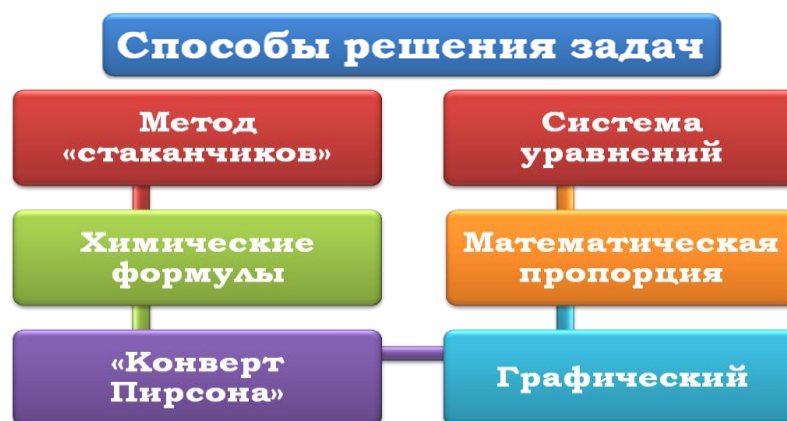 Способы решения задач
Метод
«стаканчиков»
Система
уравнений
Химические
формулы
Математическая
пропорция
«Конверт
Пирсона»
Графический